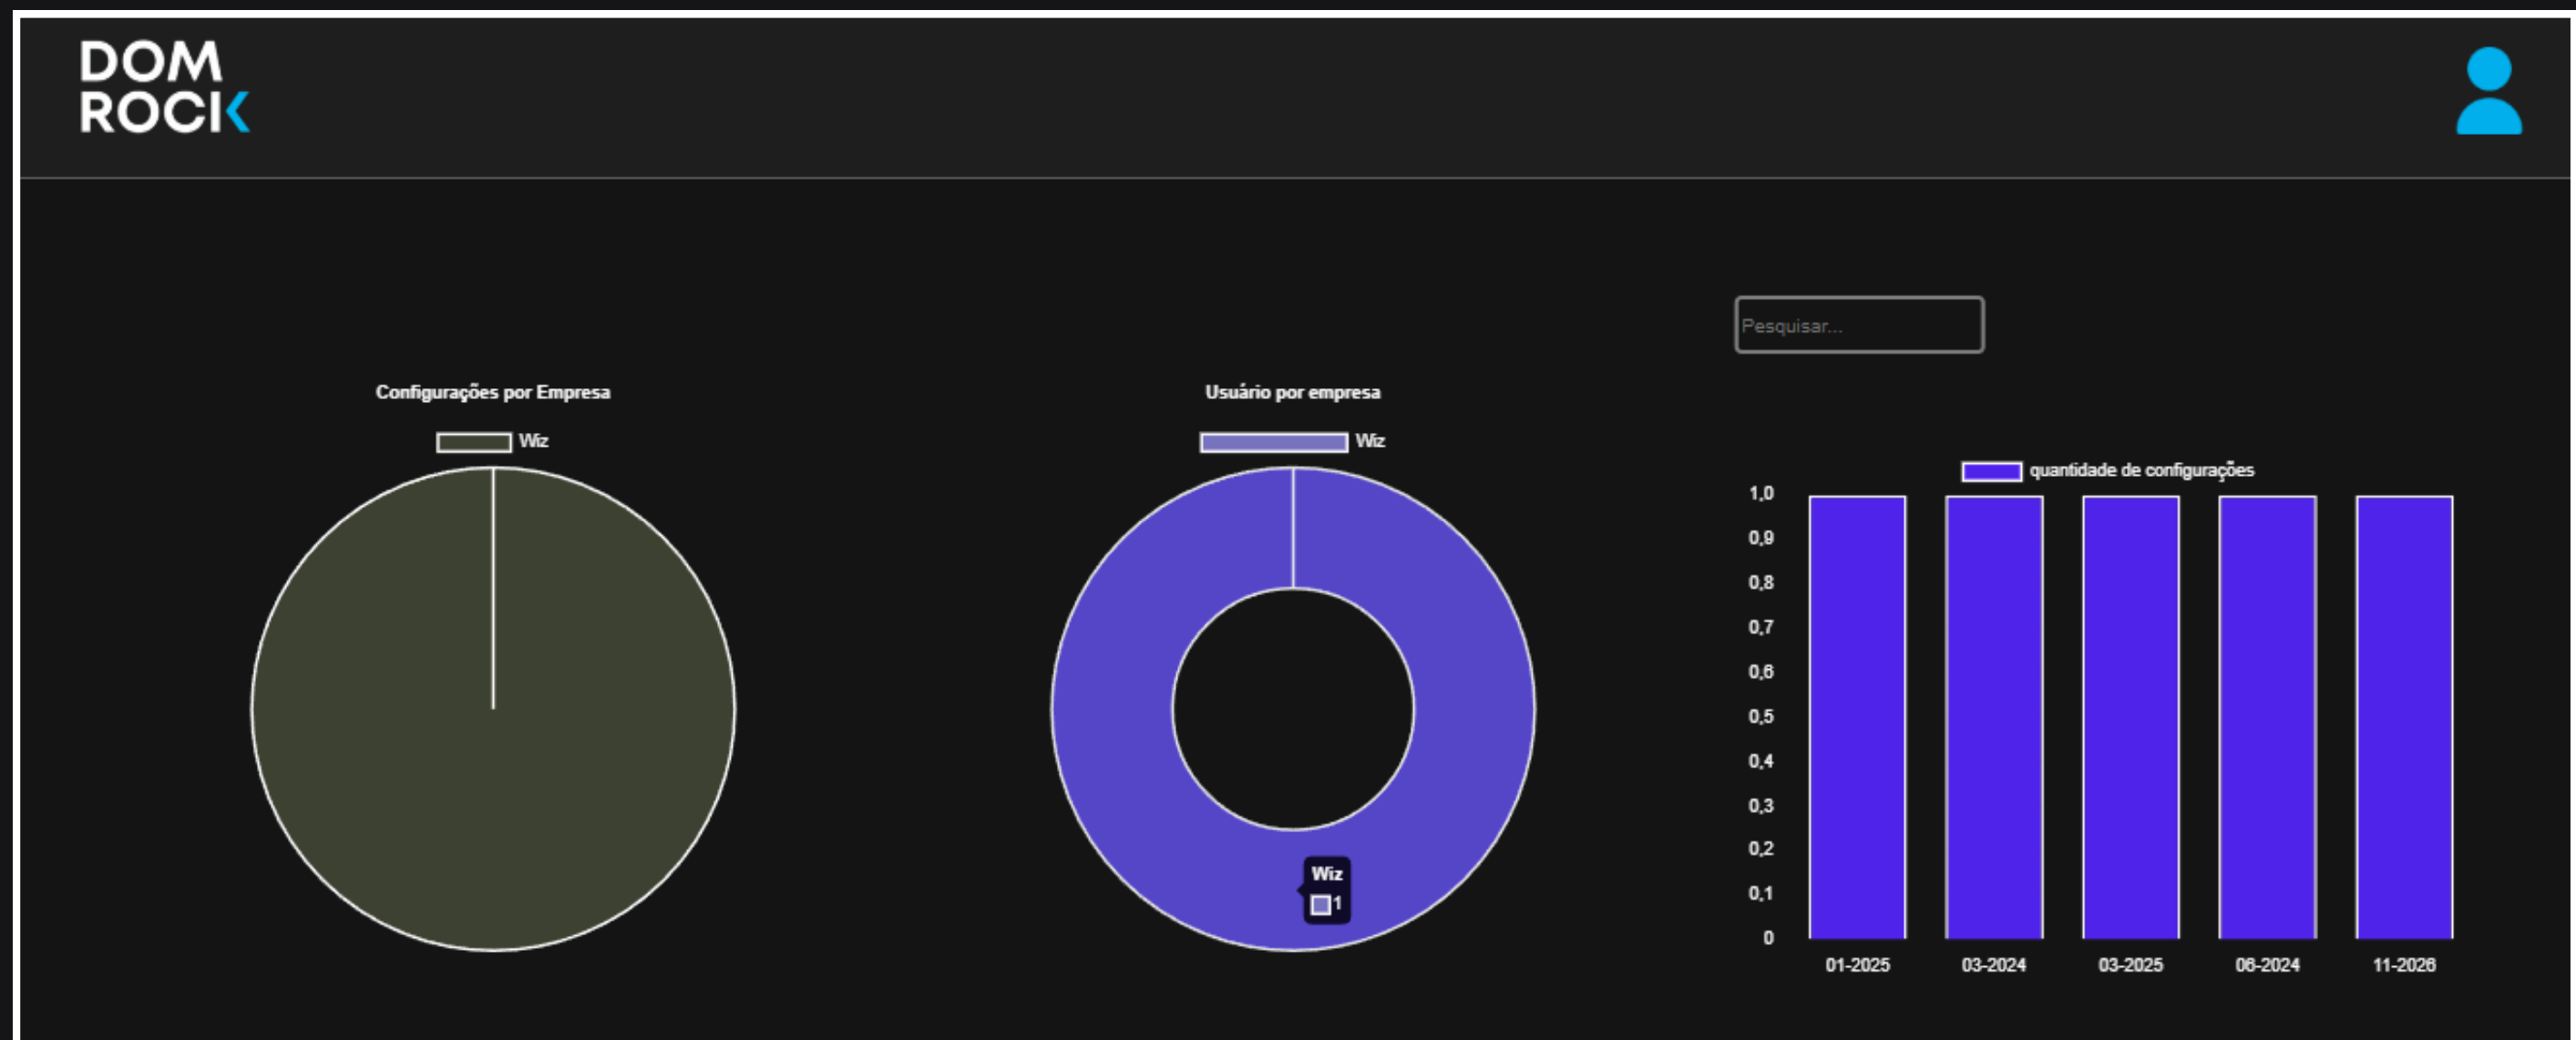 DOM
ROCK
Pesquisar...
Configurações por Empresa
Wiz
Usuário por empresa
Wiz
Wiz
1
quantidade de configurações
1,0
0,9
0,8
0,7
0,6
0,5
0,4
0,3
0,2
0,1
0
01-2025 03-2024 03-2025 06-2024 11-2026